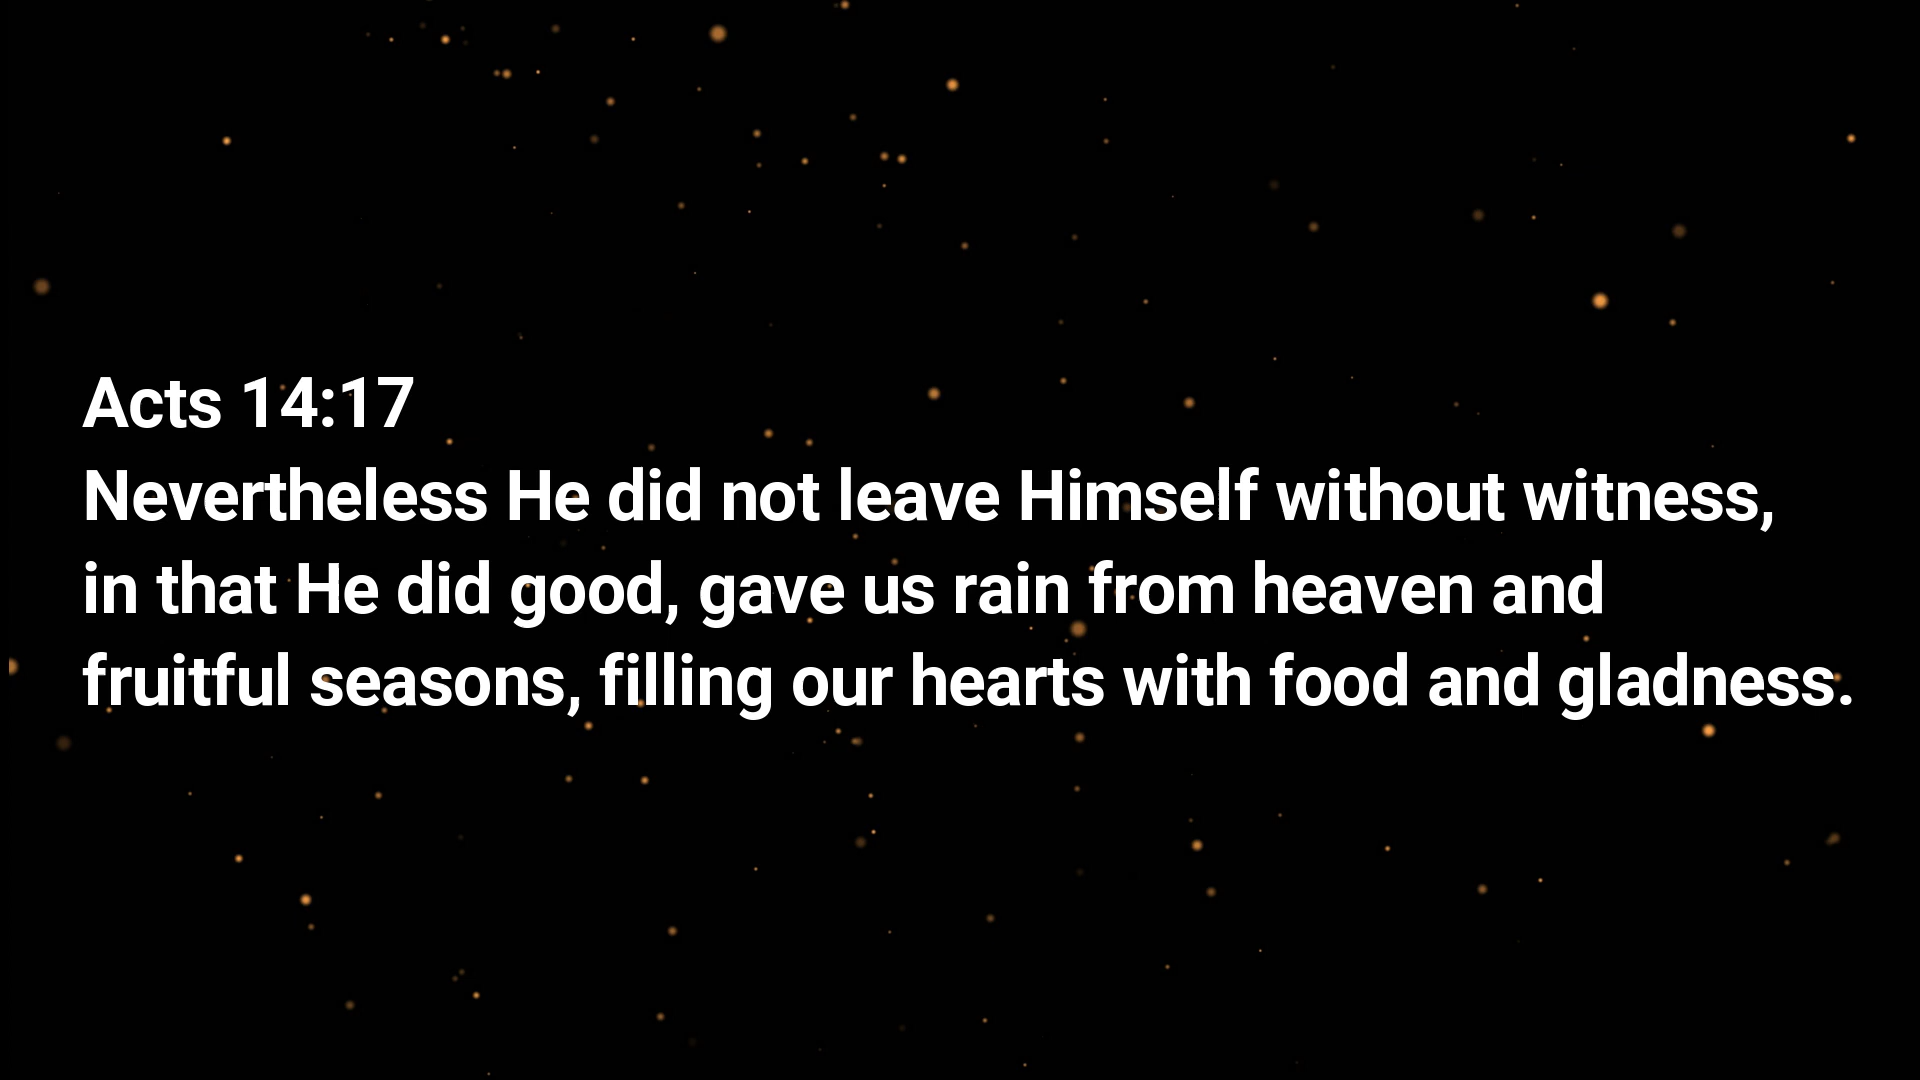 Acts 14:17
Nevertheless He did not leave Himself without witness,
in that He did good, gave us rain from heaven and
fruitful seasons, filling our hearts with food and gladness.